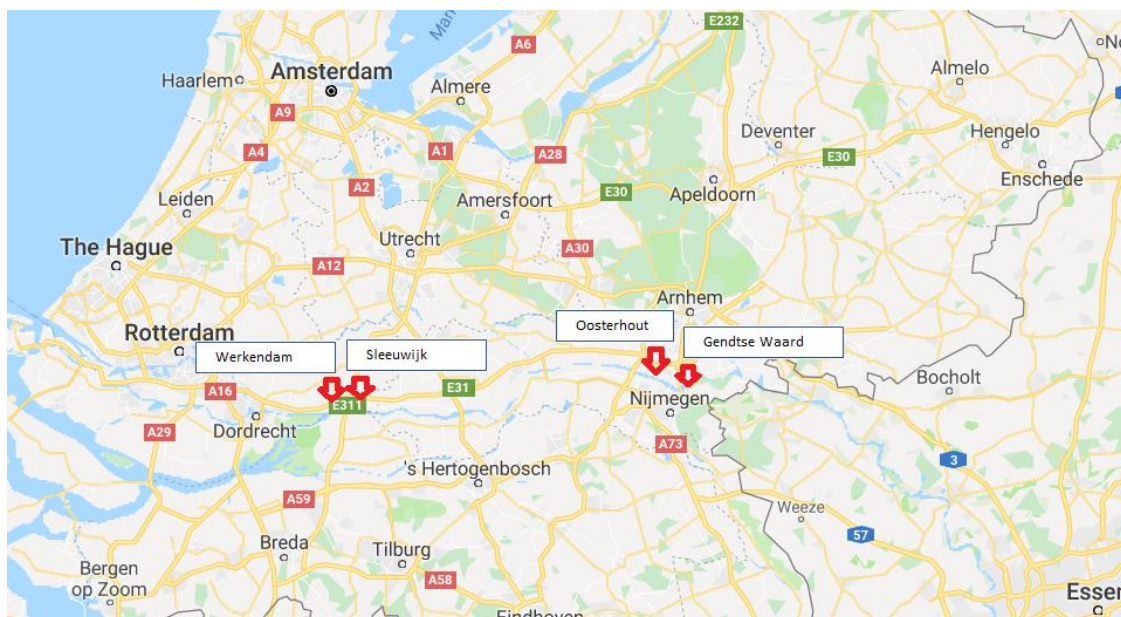 E232
A6
Haarlem
Amsterdam
Almere
Almelo
A9
A4
A1
A28
Deventer
E30
Hengelo
Enschede
A2
Leiden
Amersfoort
E30
Apeldoorn
The Hague
Utrecht
A30
A12
Arnhem
Rotterdam
Oosterhout
Gendtse Waard
Werkendam
Sleeuwijk
A16
E31
E311
Bocholt
Nijmegen
Dordrecht
A29
A73
's Hertogenbosch
3
A59
Weeze
57
Breda
Tilburg
Bergen
op Zoom
A58
Essen
Eindhoven